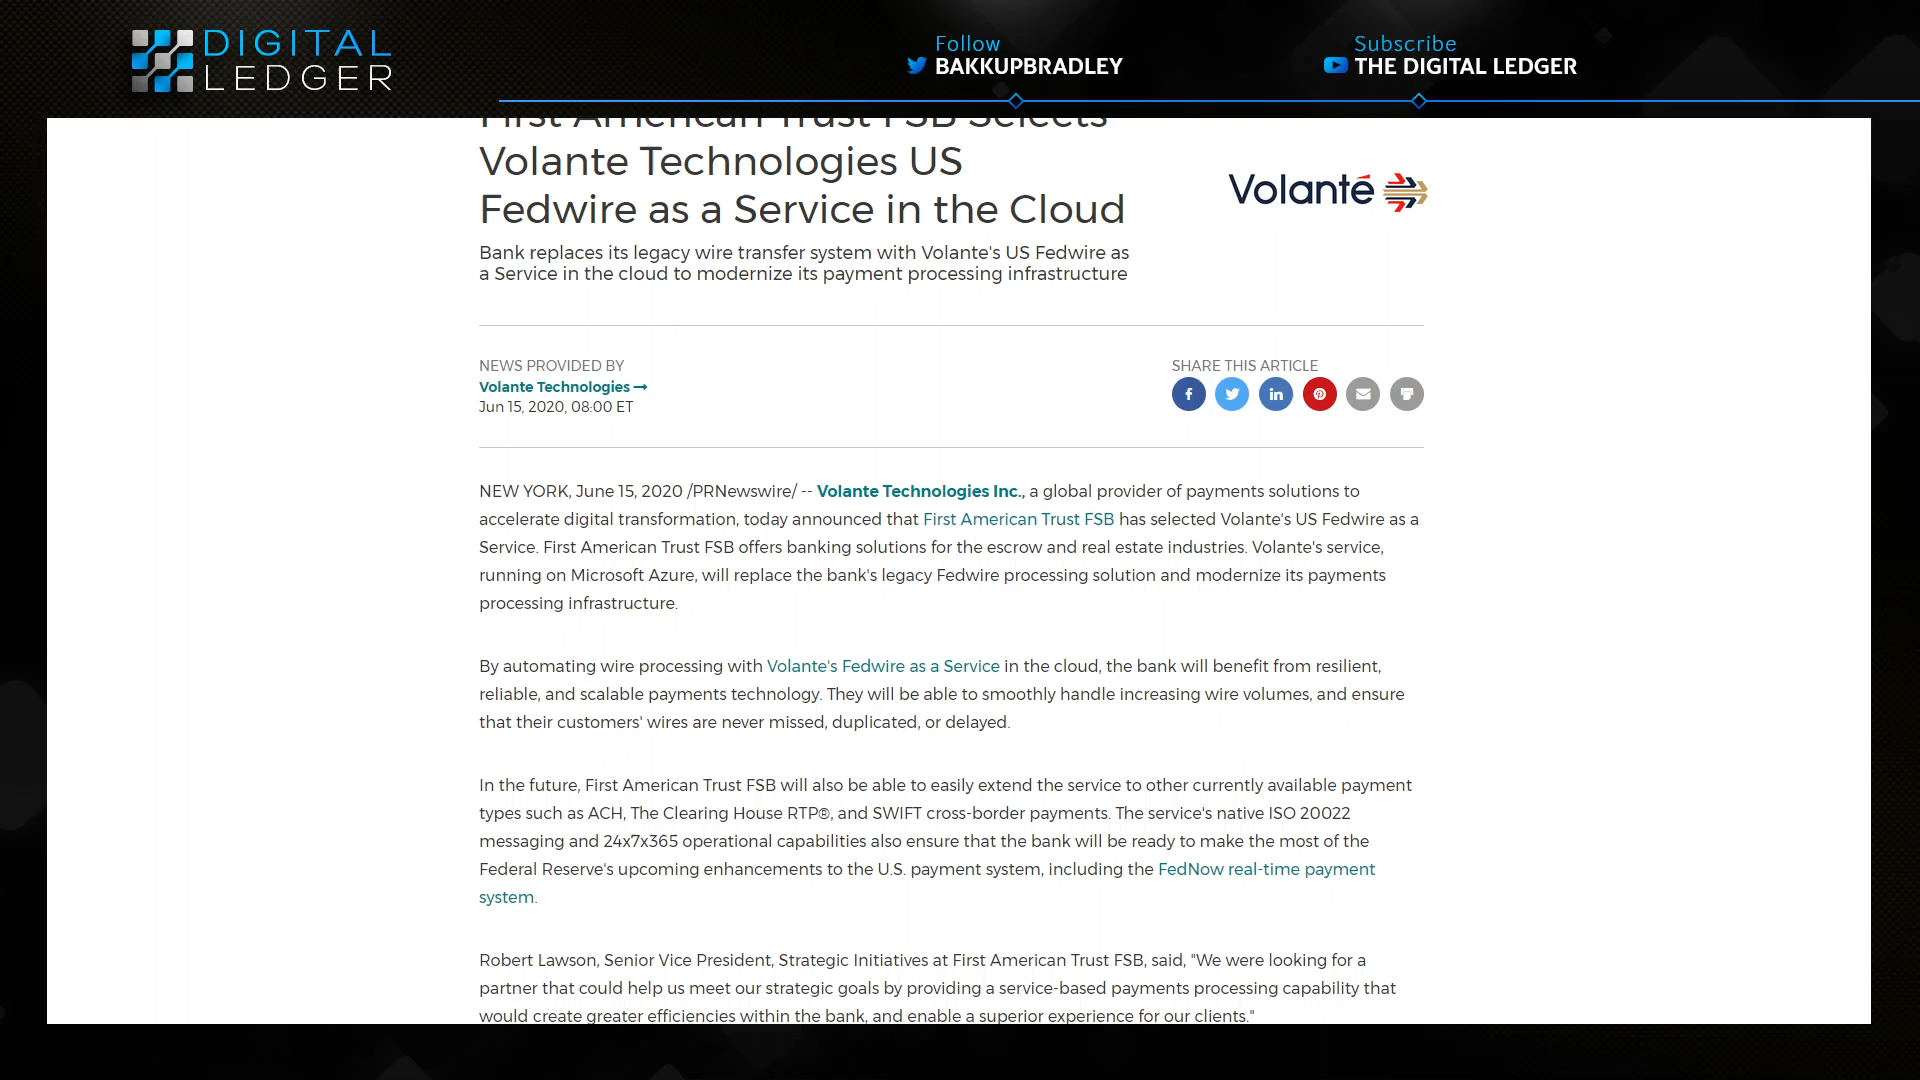 DIGITAL
LEDGER
Follow
BAKKUPBRADLEY
Subscribe
THE DIGITAL LEDGER
First American Trust FSB Selects
Volante Technologies US
Fedwire as a Service in the Cloud
Volanté
Bank replaces its legacy wire transfer system with Volante's US Fedwire as
a Service in the cloud to modernize its payment processing infrastructure
NEWS PROVIDED BY
Volante Technologies →
Jun 15, 2020, 08:00 ET
SHARE THIS ARTICLE
NEW YORK, June 15, 2020 /PRNewswire/ -- Volante Technologies Inc., a global provider of payments solutions to
accelerate digital transformation, today announced that First American Trust FSB has selected Volante's US Fedwire as a
Service. First American Trust FSB offers banking solutions for the escrow and real estate industries. Volante's service,
running on Microsoft Azure, will replace the bank's legacy Fedwire processing solution and modernize its payments
processing infrastructure.
By automating wire processing with Volante's Fedwire as a Service in the cloud, the bank will benefit from resilient,
reliable, and scalable payments technology. They will be able to smoothly handle increasing wire volumes, and ensure
that their customers' wires are never missed, duplicated, or delayed.
In the future, First American Trust FSB will also be able to easily extend the service to other currently available payment
types such as ACH, The Clearing House RTP®, and SWIFT cross-border payments. The service's native ISO 20022
messaging and 24x7x365 operational capabilities also ensure that the bank will be ready to make the most of the
Federal Reserve's upcoming enhancements to the U.S. payment system, including the FedNow real-time payment
system.
Robert Lawson, Senior Vice President, Strategic Initiatives at First American Trust FSB, said, "We were looking for a
partner that could help us meet our strategic goals by providing a service-based payments processing capability that
would create greater efficiencies within the bank, and enable a superior experience for our clients."